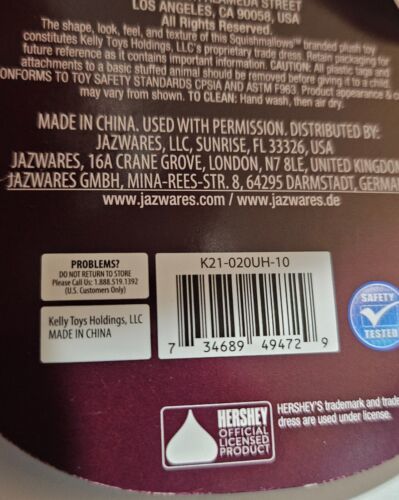 ALAMEDA STREET
LOS ANGELES, CA 90058, USA
All Rights Reserved.
The shape, look, feel, and texture of this Squishmallows™ branded plush toy
constitutes Kelly Toys Holdings, LLC's proprietary trade dress. Retain packaging for
future reference as it contains important information. CAUTION: All plastic tags and
attachments to a basic stuffed animal should be removed before giving it to a child.
CONFORMS TO TOY SAFETY STANDARDS CPSIA AND ASTM F963. Product appearance & co
may vary from shown. TO CLEAN: Hand wash, then air dry.
MADE IN CHINA. USED WITH PERMISSION. DISTRIBUTED BY:
JAZWARES, LLC, SUNRISE, FL 33326, USA
JAZWARES, 16A CRANE GROVE, LONDON, N7 8LE, UNITED KINGDOM
JAZWARES GMBH, MINA-REES-STR. 8, 64295 DARMSTADT, GERMA
www.jazwares.com / www.jazwares.de
PROBLEMS?
DO NOT RETURN TO STORE
Please Call Us: 1.888.519.1392
(U.S. Customers Only)
Kelly Toys Holdings, LLC
MADE IN CHINA
K21-020UH-10
7 34689 49472 9
SAFETY
TESTED
HERSHEY
OFFICIAL
LICENSED
PRODUCT
HERSHEY'S trademark and trade
dress are used under license.